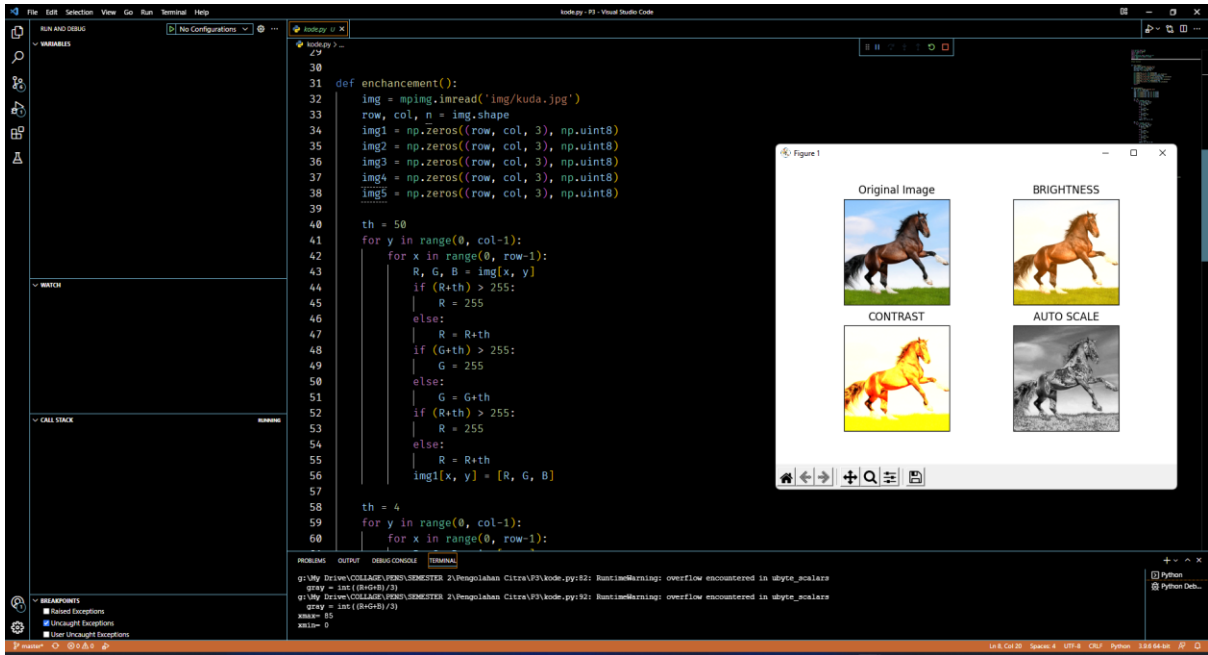 File Edit Selection View Go Run Terminal Help
kode.py - P3 - Visual Studio Code
RUN AND DEBUG
No Configurations
kode.py U
VARIABLES
kode.py > ...
29
30
31 def enchancement():
32 img = mpimg.imread('img/kuda.jpg')
33 row, col, n = img.shape
34 img1 = np.zeros((row, col, 3), np.uint8)
35 img2 = np.zeros((row, col, 3), np.uint8)
36 img3 = np.zeros((row, col, 3), np.uint8)
37 img4 = np.zeros((row, col, 3), np.uint8)
38 img5 = np.zeros((row, col, 3), np.uint8)
39
40 th = 50
41 for y in range(0, col-1):
42 for x in range(0, row-1):
43 R, G, B = img[x, y]
44 if (R+th) > 255:
45 R = 255
46 else:
47 R = R+th
48 if (G+th) > 255:
49 G = 255
50 else:
51 G = G+th
52 if (R+th) > 255:
53 R = 255
54 else:
55 R = R+th
56 img1[x, y] = [R, G, B]
57
58 th = 4
59 for y in range(0, col-1):
60 for x in range(0, row-1):
Figure 1
Original Image
BRIGHTNESS
CONTRAST
AUTO SCALE
WATCH
CALL STACK
RUNNING
BREAKPOINTS
Raised Exceptions
Uncaught Exceptions
User Uncaught Exceptions
PROBLEMS OUTPUT DEBUG CONSOLE TERMINAL
g:\My Drive\COLLAGE\PENS\SEMESTER 2\Pengolahan Citra\P3\kode.py:82: RuntimeWarning: overflow encountered in ubyte_scalars
gray = int((R+G+B)/3)
g:\My Drive\COLLAGE\PENS\SEMESTER 2\Pengolahan Citra\P3\kode.py:92: RuntimeWarning: overflow encountered in ubyte_scalars
gray = int((R+G+B)/3)
xmax= 85
xmin= 0
Python
Python Deb...
master* 0 0 0
Ln 8, Col 20 Spaces: 4 UTF-8 CRLF Python 3.9.6 64-bit